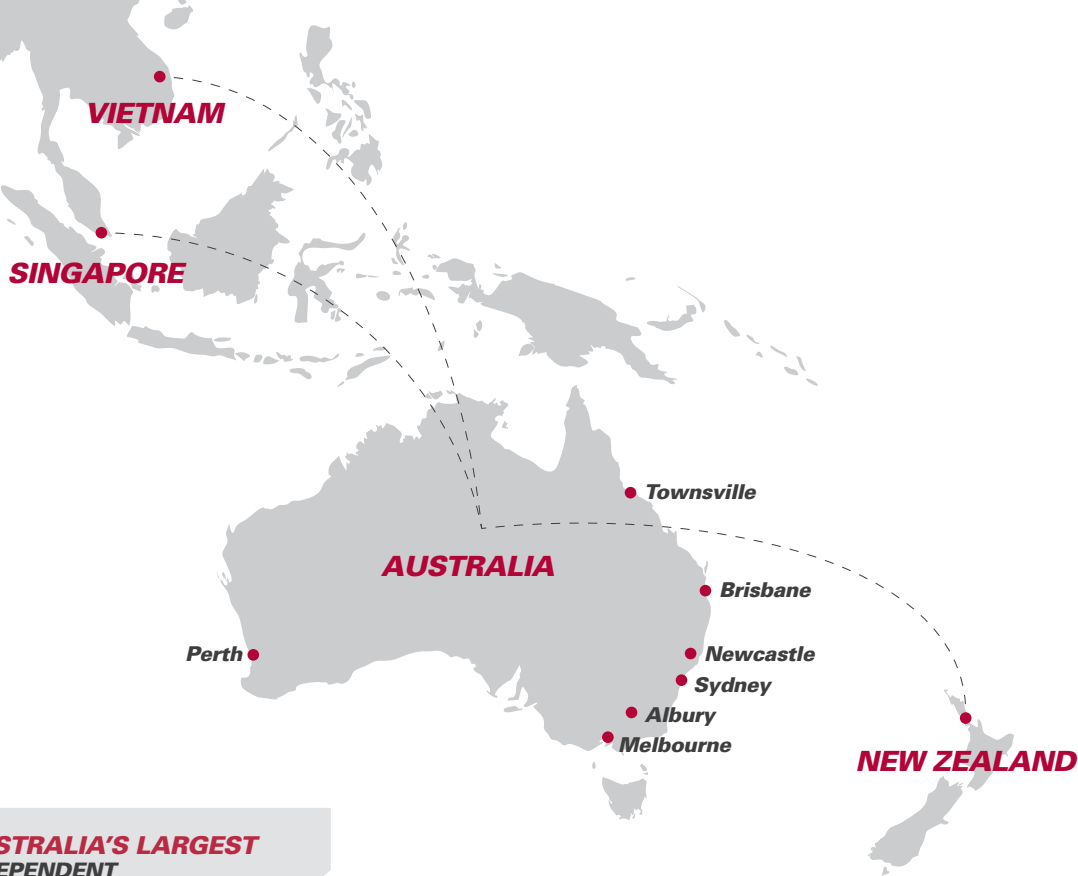 VIETNAM
SINGAPORE
Townsville
AUSTRALIA
Brisbane
Perth
Newcastle
Sydney
Albury
Melbourne
NEW ZEALAND
STRALIA'S LARGEST
EPENDENT